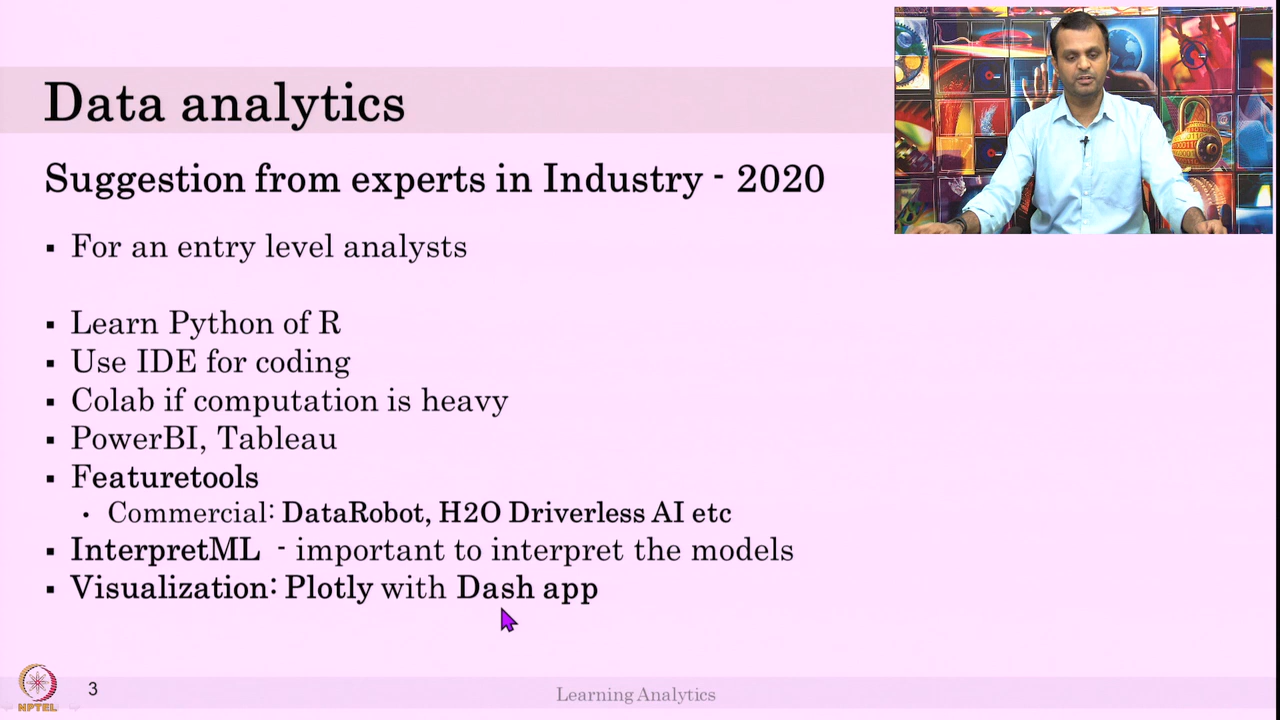 Data analytics
Suggestion from experts in Industry - 2020
▪ For an entry level analysts
▪ Learn Python of R
▪ Use IDE for coding
▪ Colab if computation is heavy
▪ PowerBI, Tableau
▪ Featuretools
• Commercial: DataRobot, H2O Driverless AI etc
▪ InterpretML - important to interpret the models
▪ Visualization: Plotly with Dash app
NPTEL
3
Learning Analytics